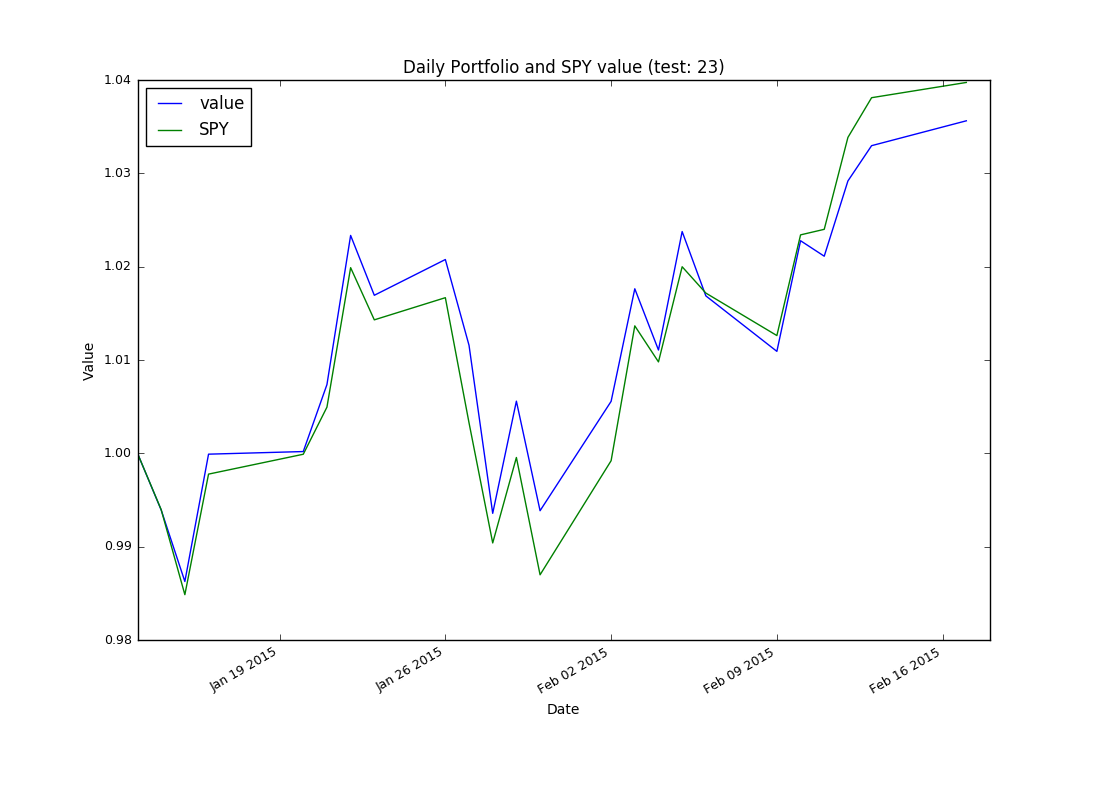 Daily Portfolio and SPY value (test: 23)
1.04
value
SPY
1.03
1.02
1.01
Value
1.00
0.99
0.98
Jan 19 2015
Jan 26 2015
Feb 02 2015
Feb 09 2015
Feb 16 2015
Date